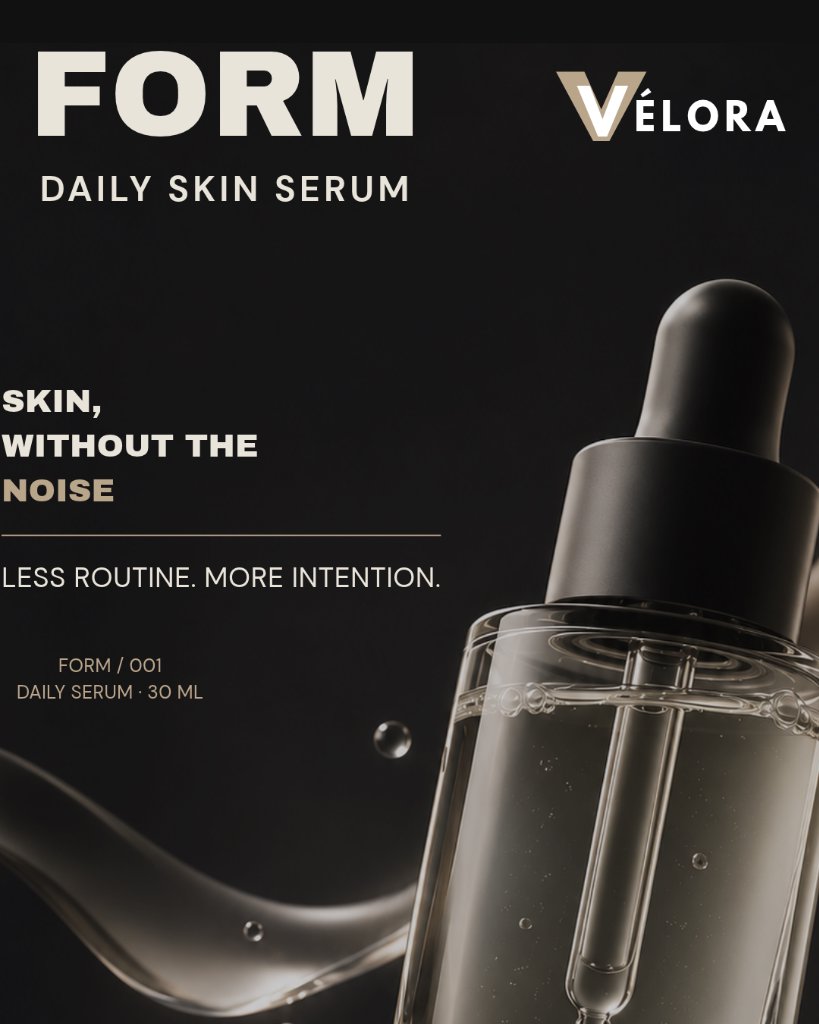 FORM
VÉLORA
DAILY SKIN SERUM
SKIN,
WITHOUT THE
NOISE
LESS ROUTINE. MORE INTENTION.
FORM / 001
DAILY SERUM · 30 ML